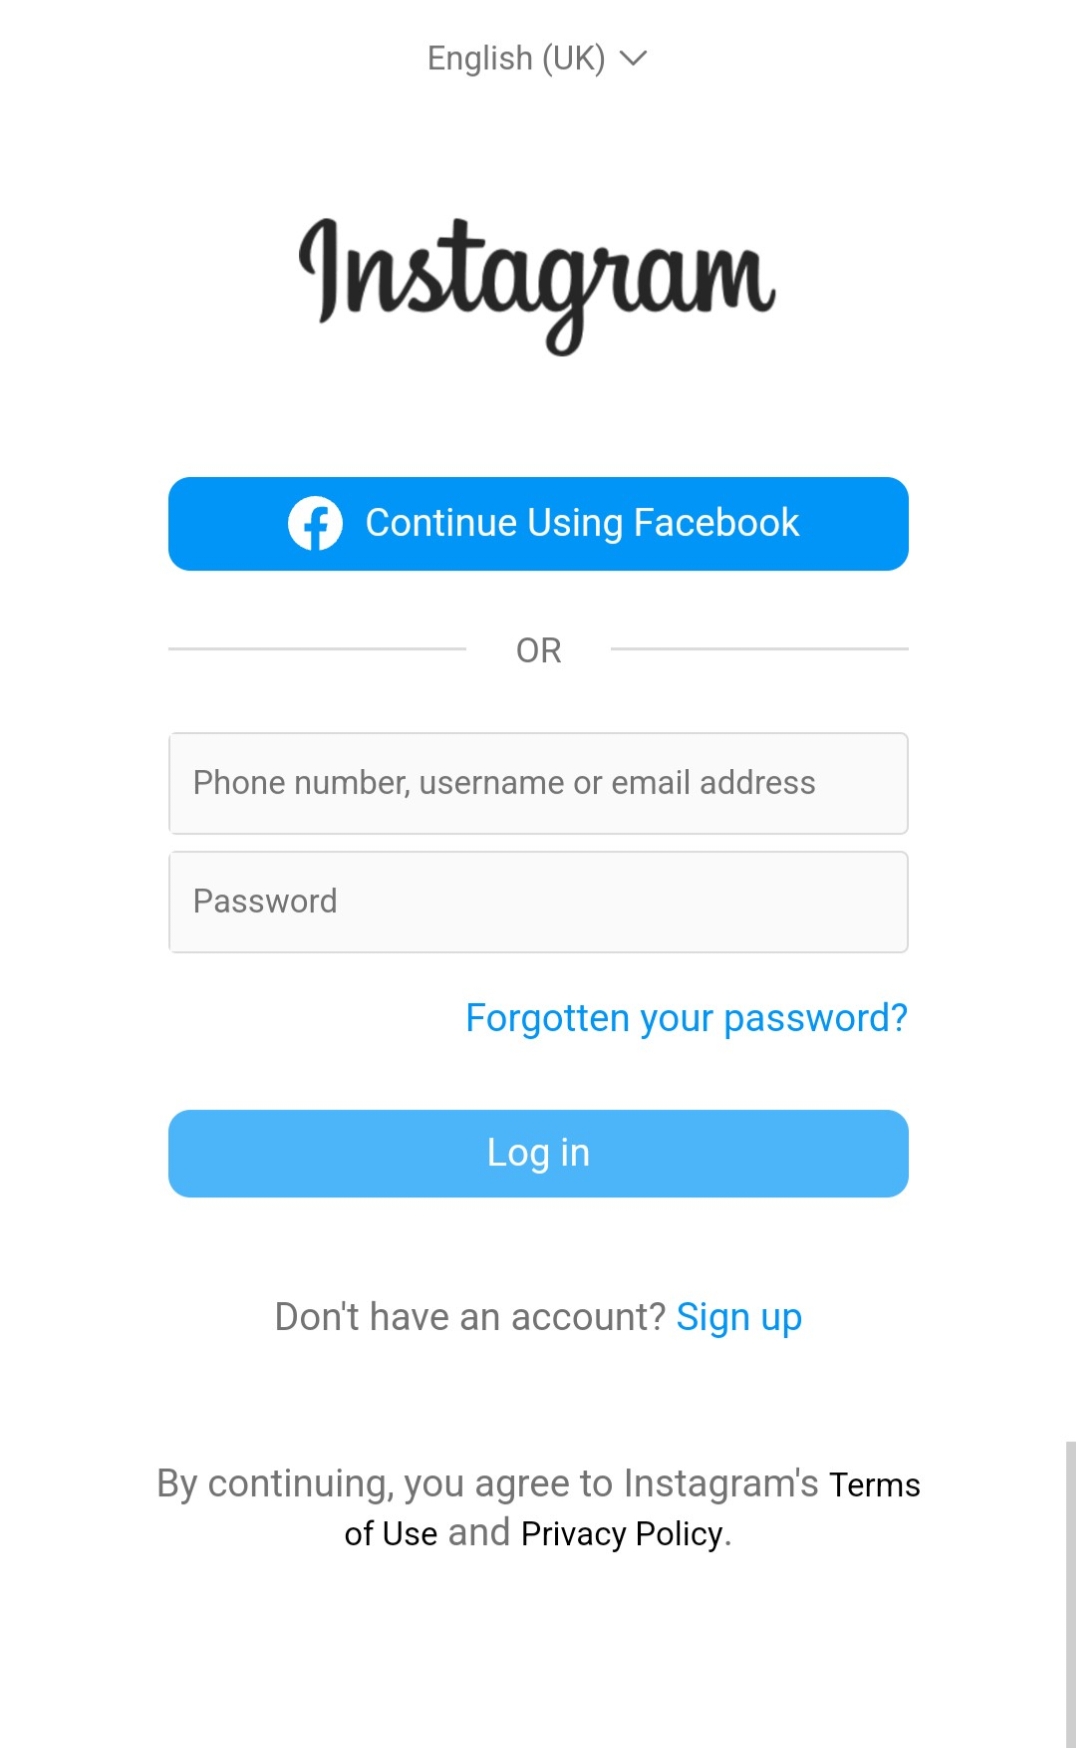 English (UK)
Instagram
Continue Using Facebook
OR
Phone number, username or email address
Password
Forgotten your password?
Log in
Don't have an account? Sign up
By continuing, you agree to Instagram's Terms
of Use and Privacy Policy.